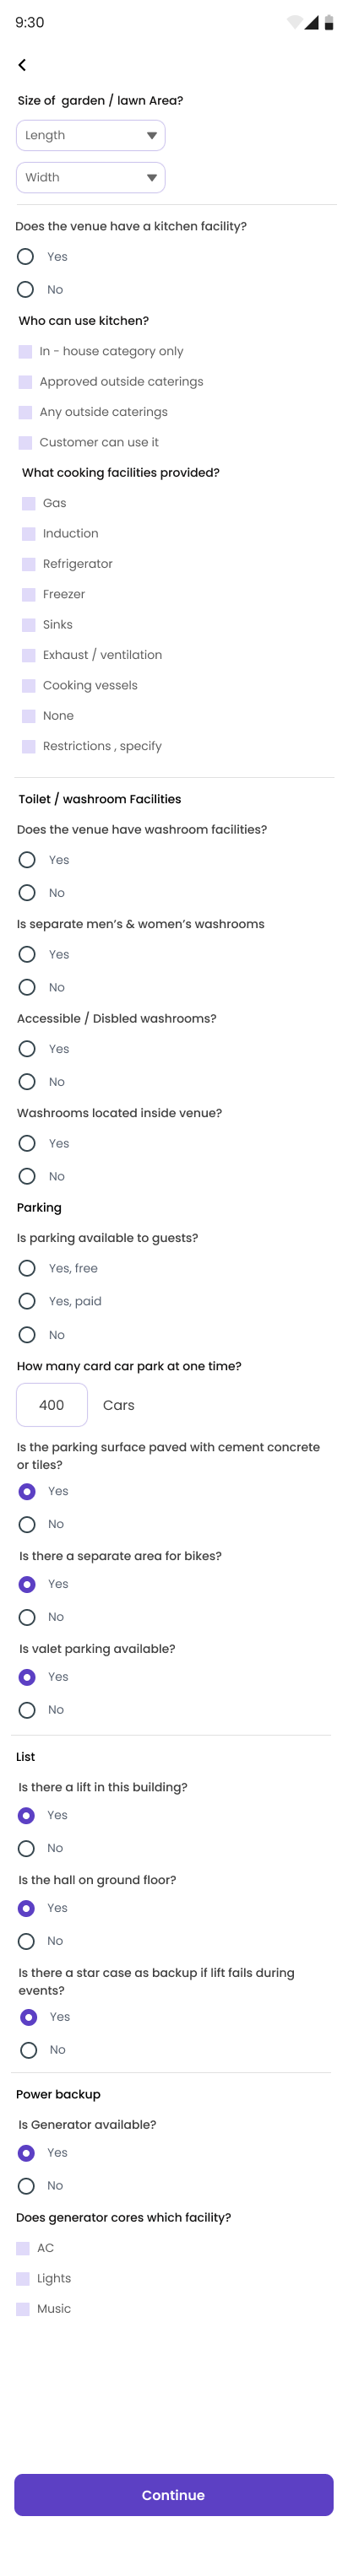 9:30
Size of garden / lawn Area?
Length
Width
Does the venue have a kitchen facility?
Yes
No
Who can use kitchen?
In - house category only
Approved outside caterings
Any outside caterings
Customer can use it
What cooking facilities provided?
Gas
Induction
Refrigerator
Freezer
Sinks
Exhaust / ventilation
Cooking vessels
None
Restrictions , specify
Toilet / washroom Facilities
Does the venue have washroom facilities?
Yes
No
Is separate men's & women's washrooms
Yes
No
Accessible / Disbled washrooms?
Yes
No
Washrooms located inside venue?
Yes
No
Parking
Is parking available to guests?
Yes, free
Yes, paid
No
How many card car park at one time?
400 Cars
Is the parking surface paved with cement concrete
or tiles?
Yes
No
Is there a separate area for bikes?
Yes
No
Is valet parking available?
Yes
No
List
Is there a lift in this building?
Yes
No
Is the hall on ground floor?
Yes
No
Is there a star case as backup if lift fails during
events?
Yes
No
Power backup
Is Generator available?
Yes
No
Does generator cores which facility?
AC
Lights
Music
Continue